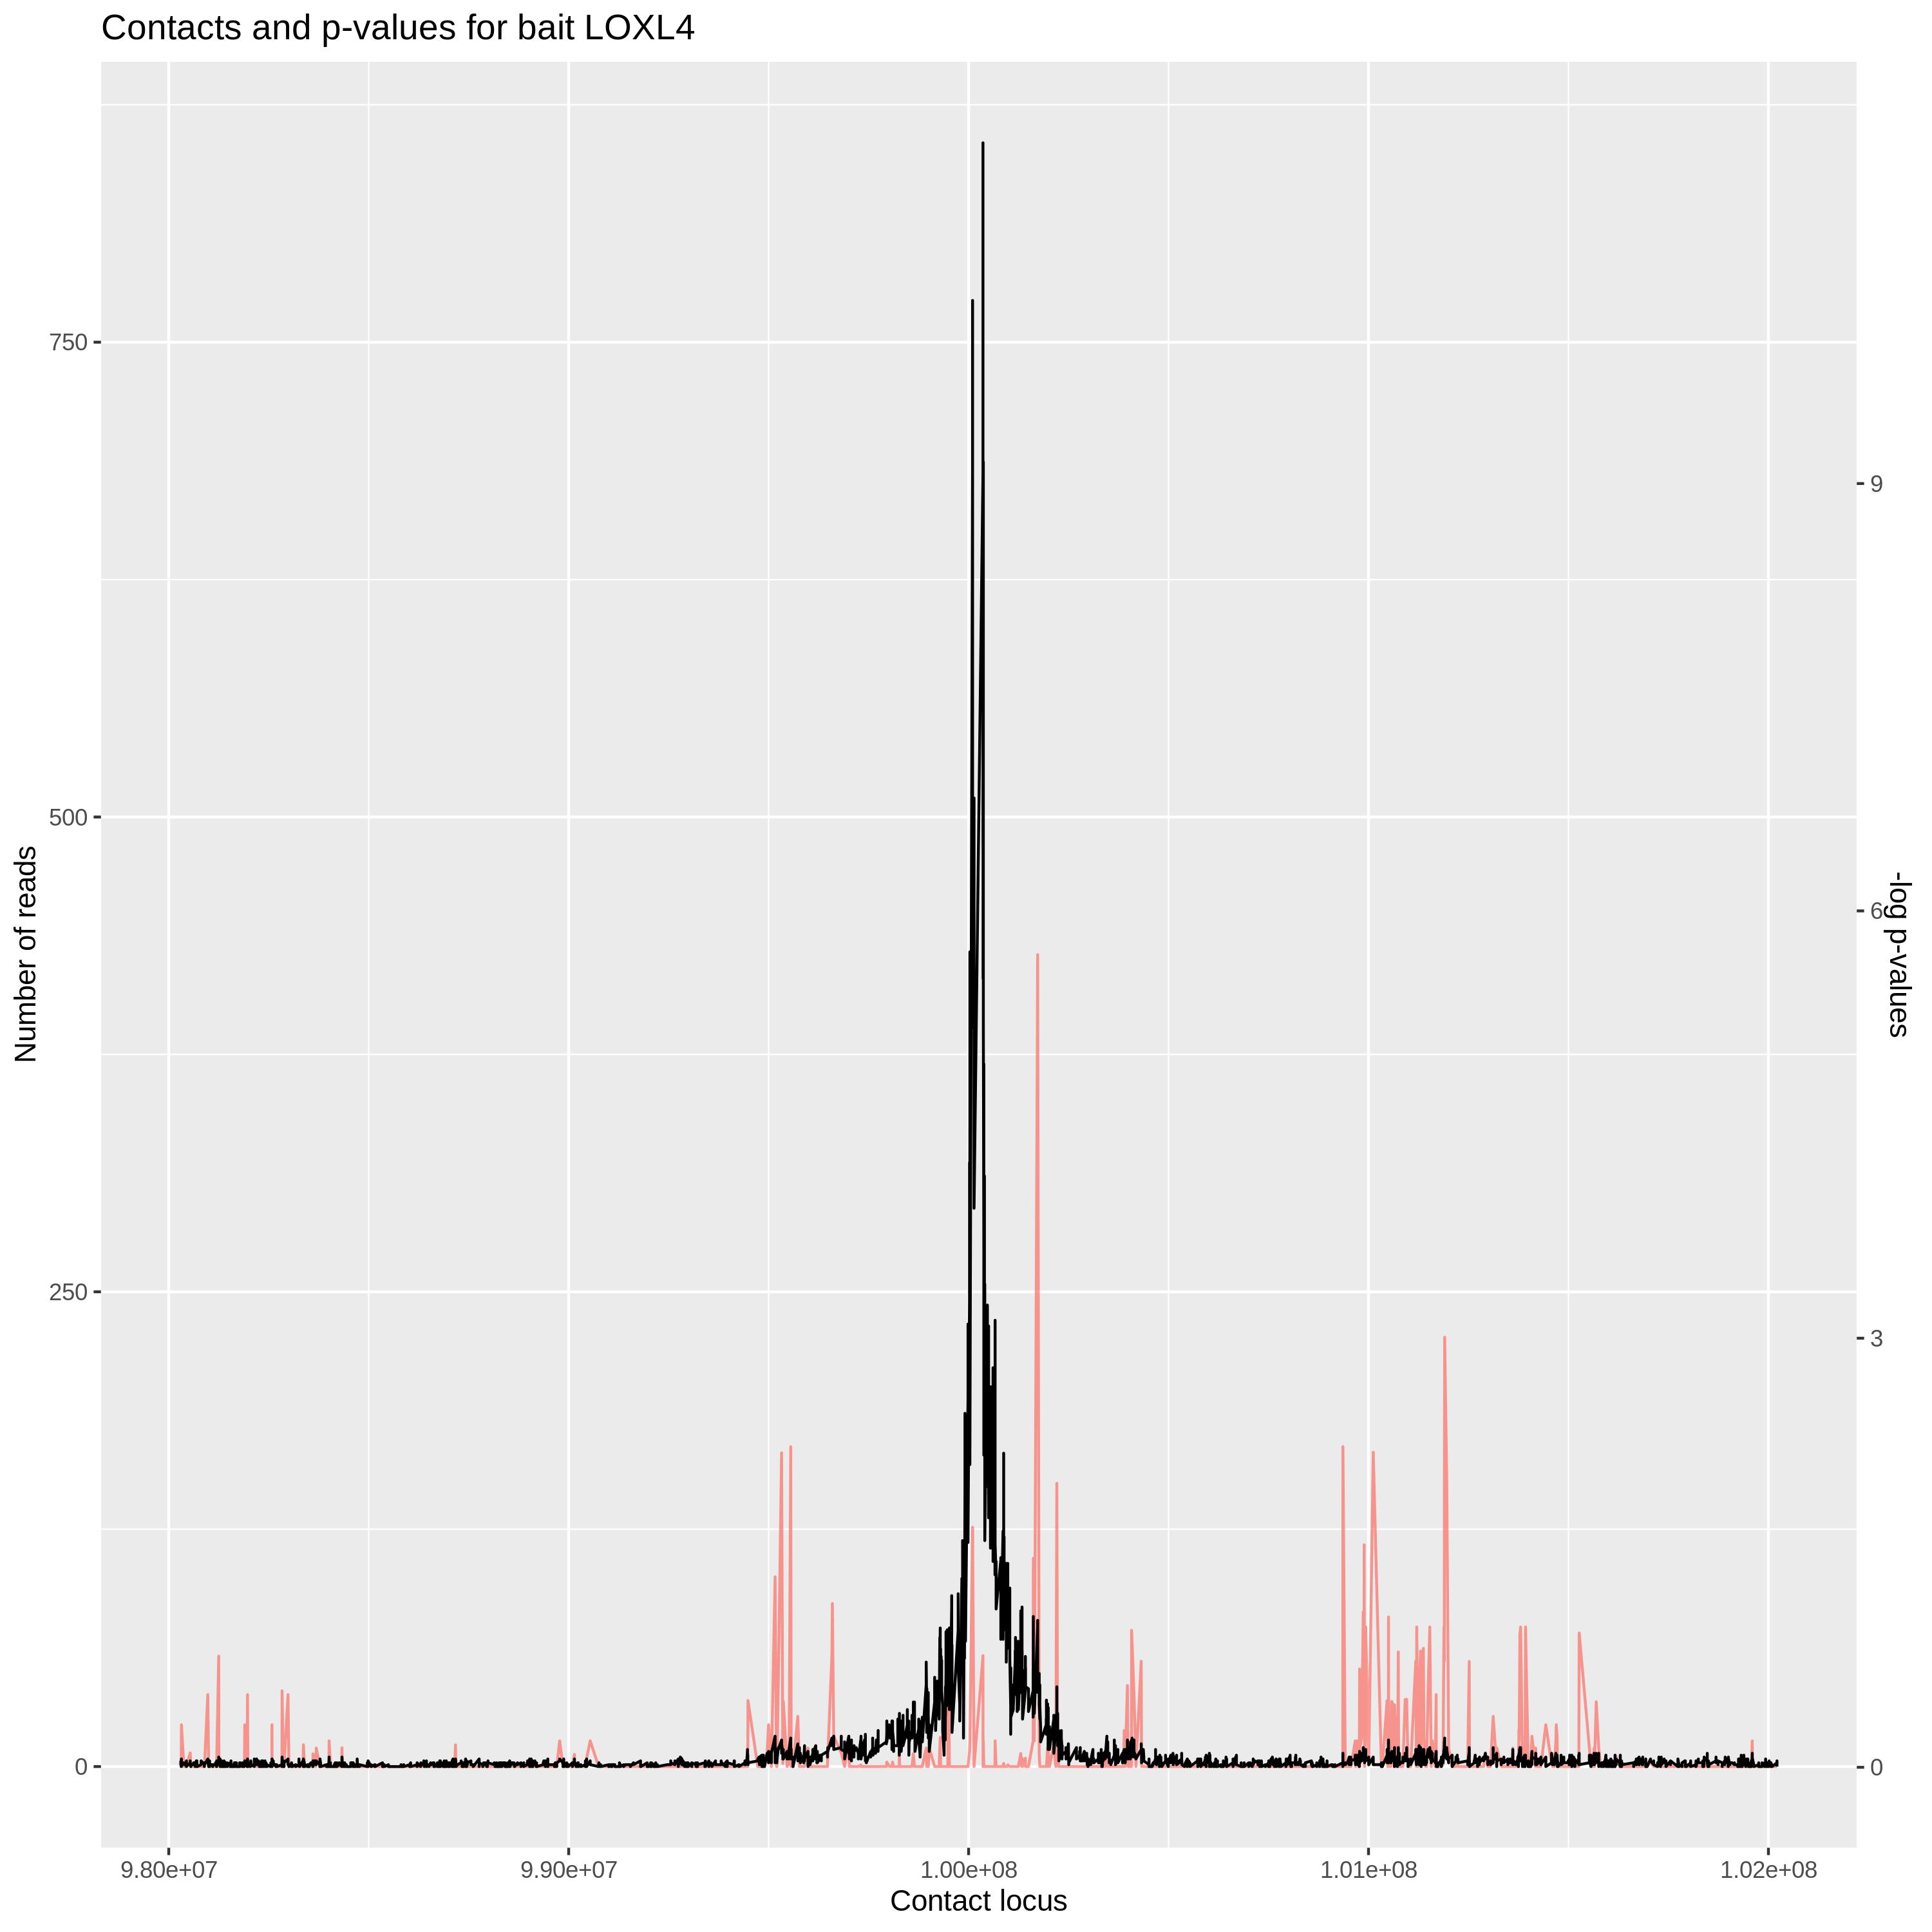 Contacts and p-values for bait LOXL4
Number of reads
750
500
250
0
9
6
3
0
-log p-values
9.80e+07
9.90e+07
1.00e+08
1.01e+08
1.02e+08
Contact locus